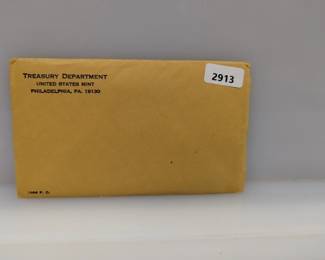 TREASURY DEPARTMENT
UNITED STATES MINT
PHILADELPHIA, PA. 19130
2913
P. C.